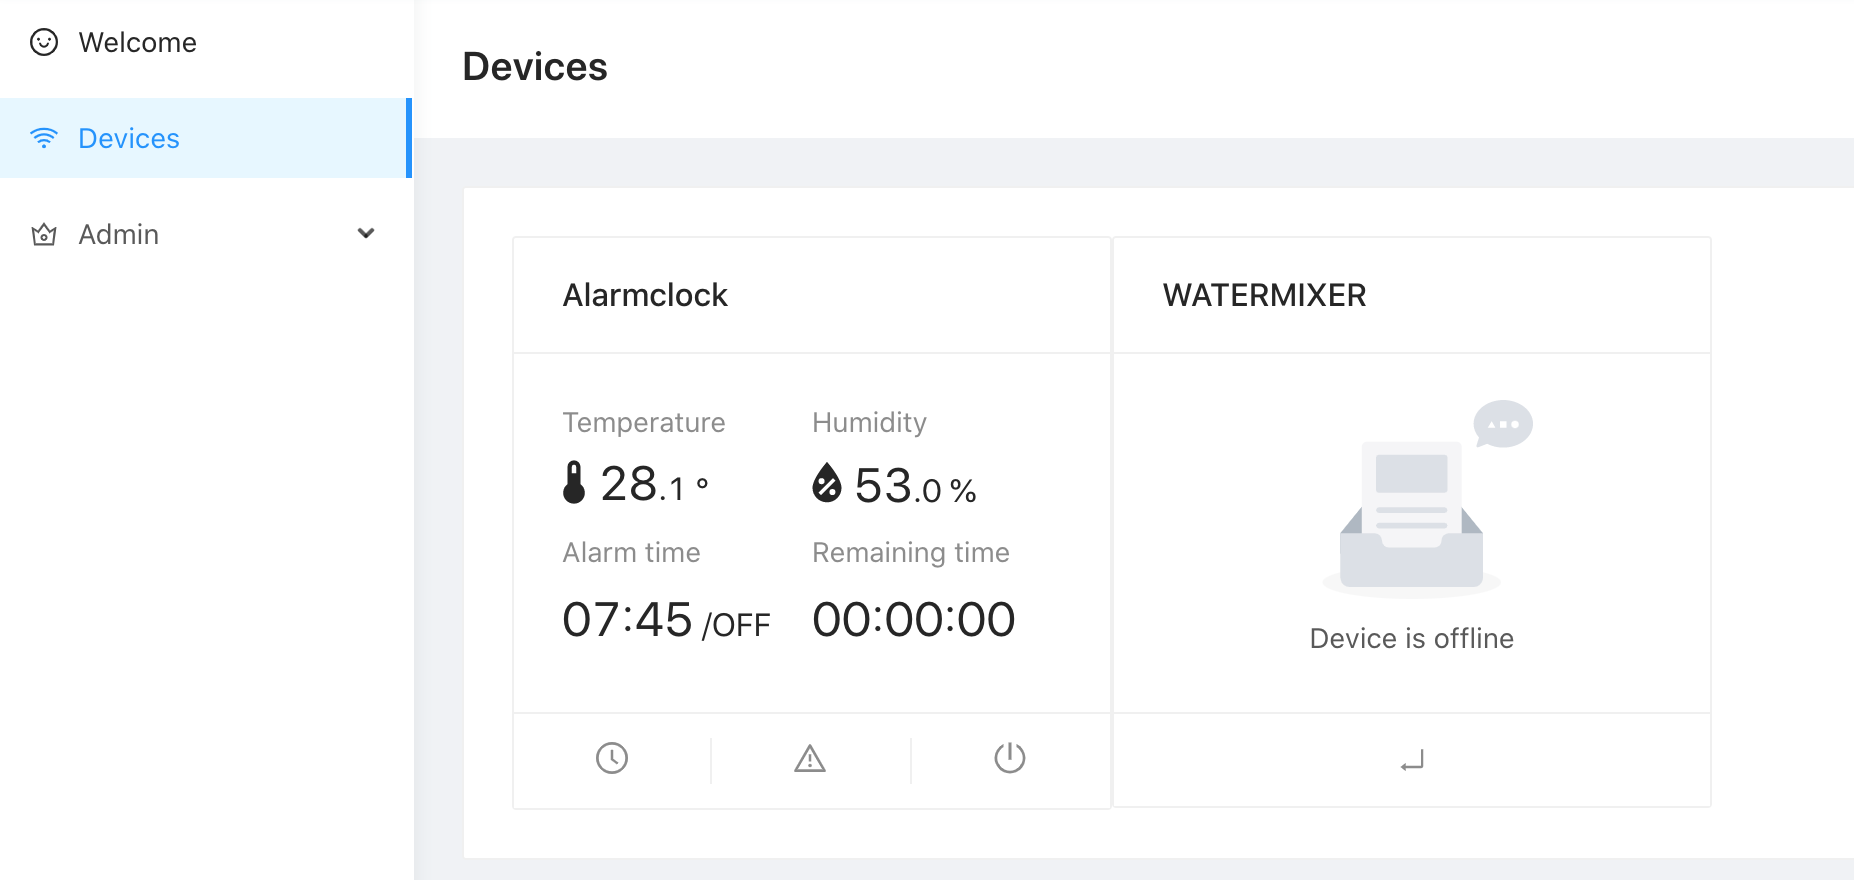 Welcome
Devices
Admin
Devices
Alarmclock
Temperature
Humidity
28.1 °
53.0 %
Alarm time
Remaining time
07:45 /OFF
00:00:00
WATERMIXER
Device is offline